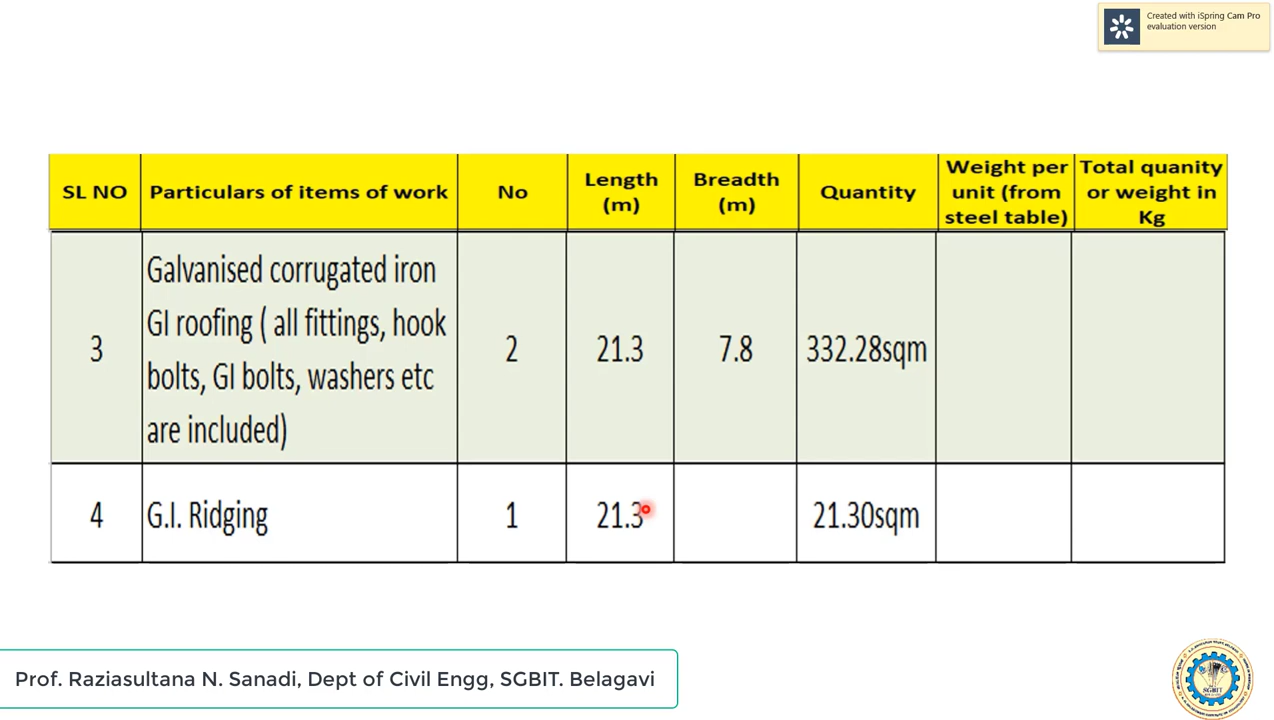 Created with iSpring Cam Pro
evaluation version
SL NO
Particulars of items of work
No
Length
(m)
Breadth
(m)
Quantity
Weight per
unit (from
steel table)
Total quanity
or weight in
Kg
3
Galvanised corrugated iron
GI roofing ( all fittings, hook
bolts, GI bolts, washers etc
are included)
2
21.3
7.8
332.28sqm
4
G.I. Ridging
1
21.3
21.30sqm
Prof. Raziasultana N. Sanadi, Dept of Civil Engg, SGBIT. Belagavi
SGBIT